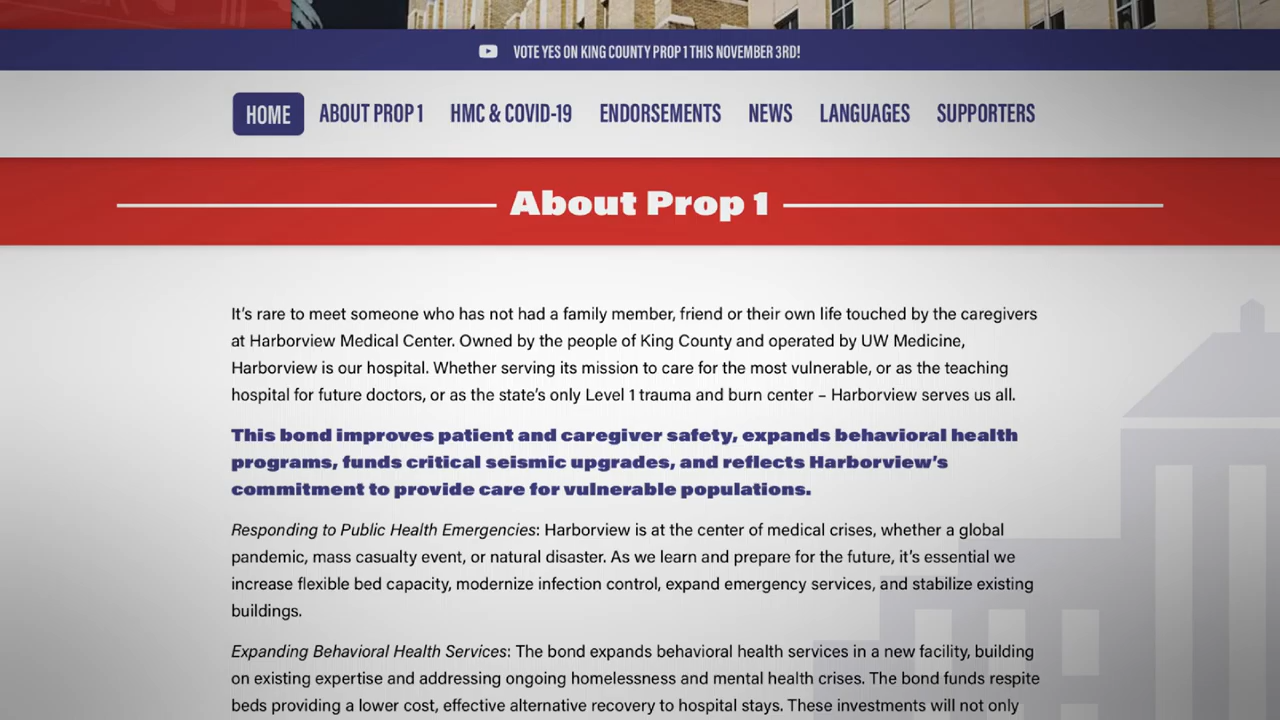 VOTE YES ON KING COUNTY PROP 1 THIS NOVEMBER 3RD!
HOME ABOUT PROP 1 HMC & COVID-19 ENDORSEMENTS NEWS LANGUAGES SUPPORTERS
About Prop 1
It's rare to meet someone who has not had a family member, friend or their own life touched by the caregivers
at Harborview Medical Center. Owned by the people of King County and operated by UW Medicine,
Harborview is our hospital. Whether serving its mission to care for the most vulnerable, or as the teaching
hospital for future doctors, or as the state's only Level 1 trauma and burn center – Harborview serves us all.
This bond improves patient and caregiver safety, expands behavioral health
programs, funds critical seismic upgrades, and reflects Harborview's
commitment to provide care for vulnerable populations.
Responding to Public Health Emergencies: Harborview is at the center of medical crises, whether a global
pandemic, mass casualty event, or natural disaster. As we learn and prepare for the future, it's essential we
increase flexible bed capacity, modernize infection control, expand emergency services, and stabilize existing
buildings.
Expanding Behavioral Health Services: The bond expands behavioral health services in a new facility, building
on existing expertise and addressing ongoing homelessness and mental health crises. The bond funds respite
beds providing a lower cost, effective alternative recovery to hospital stays. These investments will not only